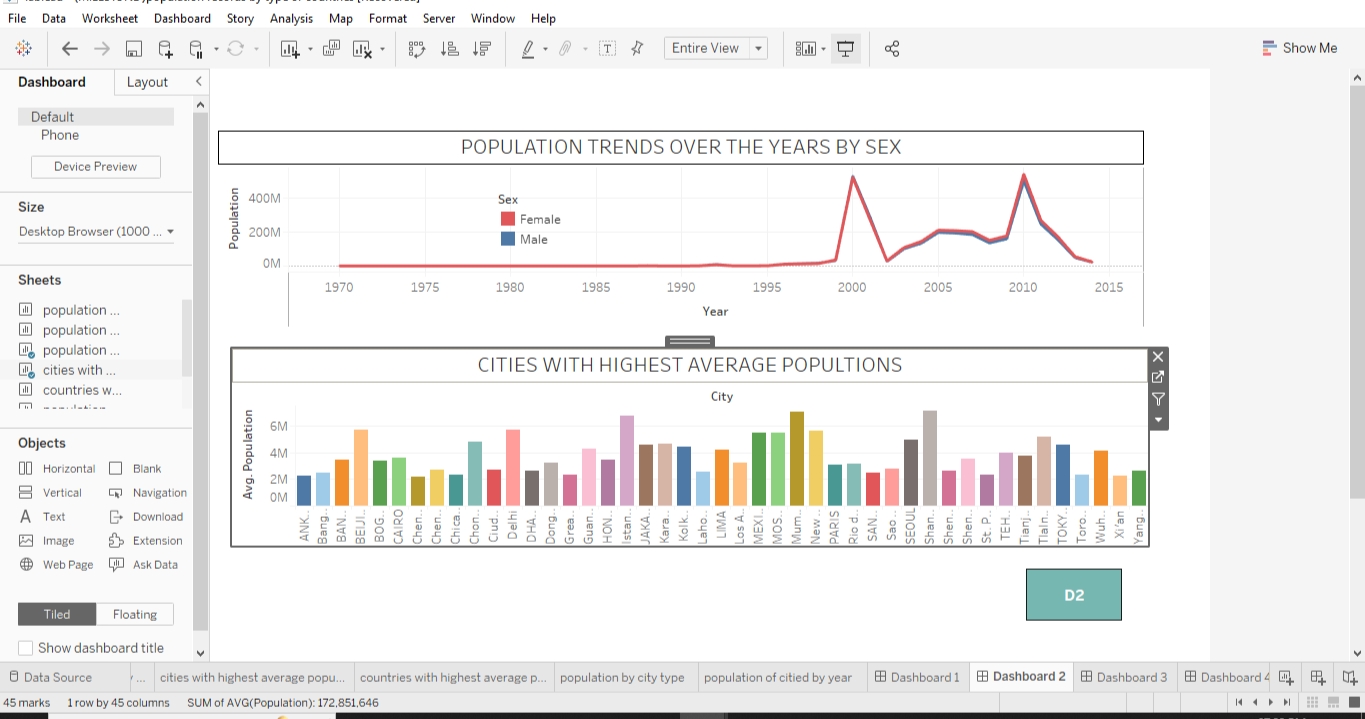 File Data Worksheet Dashboard Story Analysis Map Format Server Window Help
Entire View
Show Me
Dashboard Layout
Default
Phone
Device Preview
Size
Desktop Browser (1000 ...
Sheets
population ...
population ...
population ...
cities with ...
countries w...
Objects
Horizontal Blank
Vertical Navigation
Text Download
Image Extension
Web Page Ask Data
Tiled Floating
Show dashboard title
POPULATION TRENDS OVER THE YEARS BY SEX
Population
400M
200M
0M
Sex
Female
Male
1970 1975 1980 1985 1990 1995 2000 2005 2010 2015
Year
CITIES WITH HIGHEST AVERAGE POPULTIONS
City
Avg. Population
6M
4M
2M
0M
ANK.. Bang.. BAN.. BEIJI.. BOG.. CAIRO Chen.. Chen.. Chica.. Chon.. Ciud.. Delhi DHA.. Dong.. Grea.. Guan.. HON.. Istan.. JAKA.. Kara.. Kolk.. Laho.. LIMA Los A.. MEXI.. MOS.. Mum.. New .. PARIS Rio d.. SAN.. Sao.. SEOUL Shan.. Shen.. Shen.. St. P.. TEH.. Tianj.. Tlaln.. TOKY.. Toro.. Wuh.. Xi'an Yang..
D2
Data Source cities with highest average popu... countries with highest average p... population by city type population of citied by year Dashboard 1 Dashboard 2 Dashboard 3 Dashboard 4
45 marks 1 row by 45 columns SUM of AVG(Population): 172,851,646